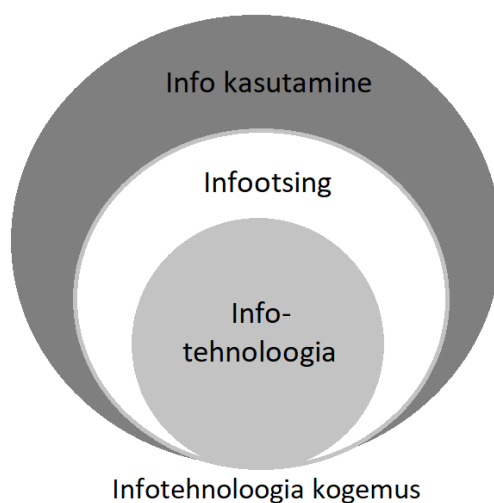 Info kasutamine
Infootsing
Info-
tehnoloogia
Infotehnoloogia kogemus